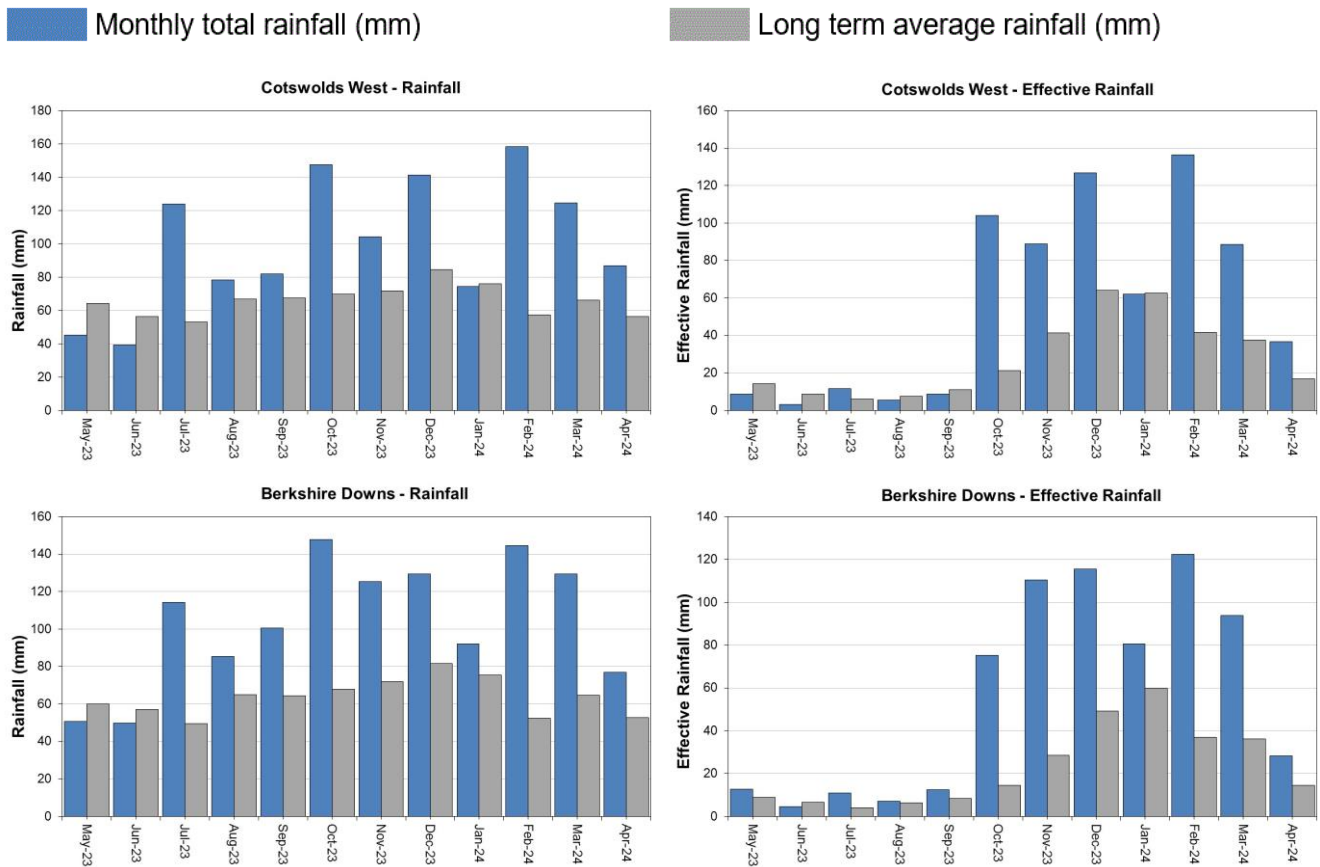 Monthly total rainfall (mm)
Long term average rainfall (mm)
Cotswolds West - Rainfall
Rainfall (mm)
180
160
140
120
100
80
60
40
20
0
May-23
Jun-23
Jul-23
Aug-23
Sep-23
Oct-23
Nov-23
Dec-23
Jan-24
Feb-24
Mar-24
Apr-24
Cotswolds West - Effective Rainfall
Effective Rainfall (mm)
160
140
120
100
80
60
40
20
0
May-23
Jun-23
Jul-23
Aug-23
Sep-23
Oct-23
Nov-23
Dec-23
Jan-24
Feb-24
Mar-24
Apr-24
Berkshire Downs - Rainfall
Rainfall (mm)
160
140
120
100
80
60
40
20
0
May-23
Jun-23
Jul-23
Aug-23
Sep-23
Oct-23
Nov-23
Dec-23
Jan-24
Feb-24
Mar-24
Apr-24
Berkshire Downs - Effective Rainfall
Effective Rainfall (mm)
140
120
100
80
60
40
20
0
May-23
Jun-23
Jul-23
Aug-23
Sep-23
Oct-23
Nov-23
Dec-23
Jan-24
Feb-24
Mar-24
Apr-24